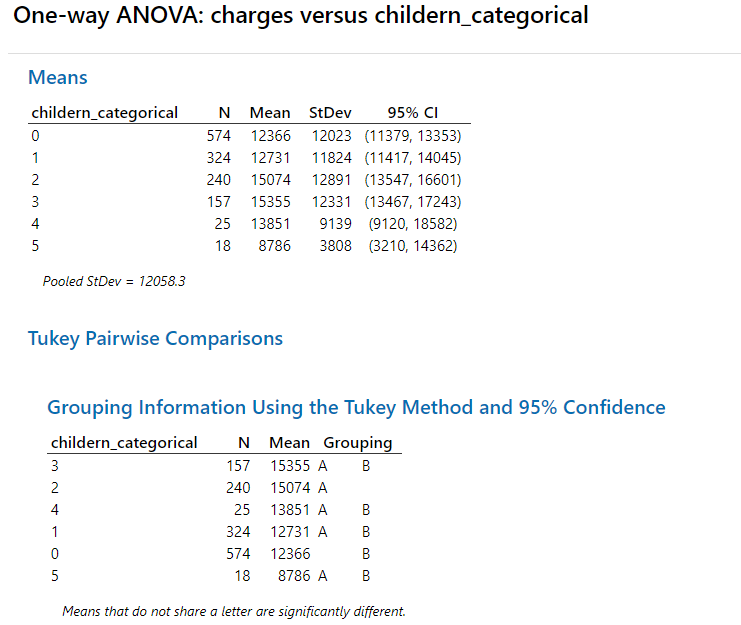 One-way ANOVA: charges versus childern_categorical
Means
childern_categorical N Mean StDev 95% CI
0 574 12366 12023 (11379, 13353)
1 324 12731 11824 (11417, 14045)
2 240 15074 12891 (13547, 16601)
3 157 15355 12331 (13467, 17243)
4 25 13851 9139 (9120, 18582)
5 18 8786 3808 (3210, 14362)
Pooled StDev = 12058.3
Tukey Pairwise Comparisons
Grouping Information Using the Tukey Method and 95% Confidence
childern_categorical N Mean Grouping
3 157 15355 A B
2 240 15074 A
4 25 13851 A B
1 324 12731 A B
0 574 12366 B
5 18 8786 A B
Means that do not share a letter are significantly different.